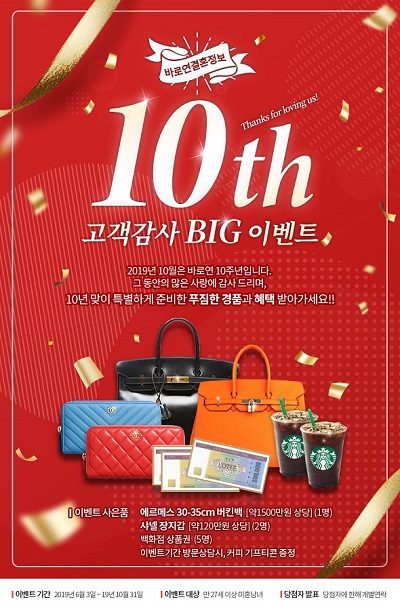 바로연결혼정보
Thanks for loving us!
10th
고객감사 BIG 이벤트
2019년 10월은 바로연 10주년입니다.
그 동안의 많은 사랑에 감사 드리며,
10년 맞이 특별하게 준비한 푸짐한 경품과 혜택 받아가세요!!
LOTTE
| 이벤트 사은품 에르메스 30-35cm 버킨백 [약1500만원 상당] (1명)
샤넬 장지갑 [약120만원 상당] (2명)
백화점 상품권 (5명)
이벤트기간 방문상담시, 커피 기프티콘 증정
| 이벤트 기간 2019년 6월 3일 ~ 19년 10월 31일 | 이벤트 대상 만 27세 이상 미혼남녀 | 당첨자 발표 당첨자에 한해 개별연락